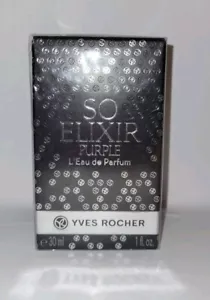 SO
ELIXIR
PURPLE
L'Eau de Parfum
YVES ROCHER
℮ 30 ml 1 fl.oz.